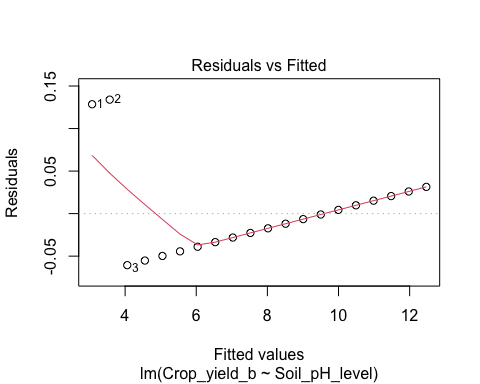 Residuals vs Fitted
0.15
0.05
-0.05
Residuals
1
2
3
4 6 8 10 12
Fitted values
lm(Crop_yield_b ~ Soil_pH_level)